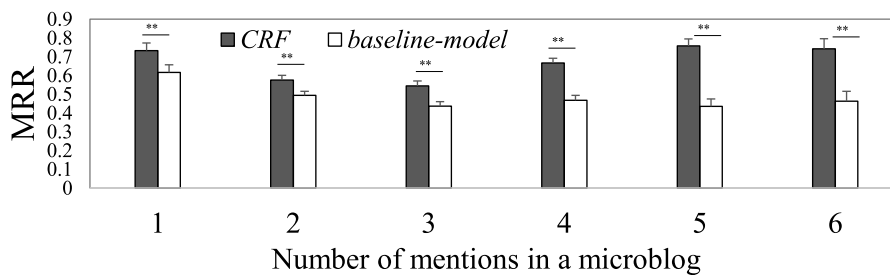 0.9
0.8
0.7
0.6
0.5
0.4
0.3
0.2
0.1
0
MRR
CRF baseline-model
** ** ** ** ** **
1 2 3 4 5 6
Number of mentions in a microblog